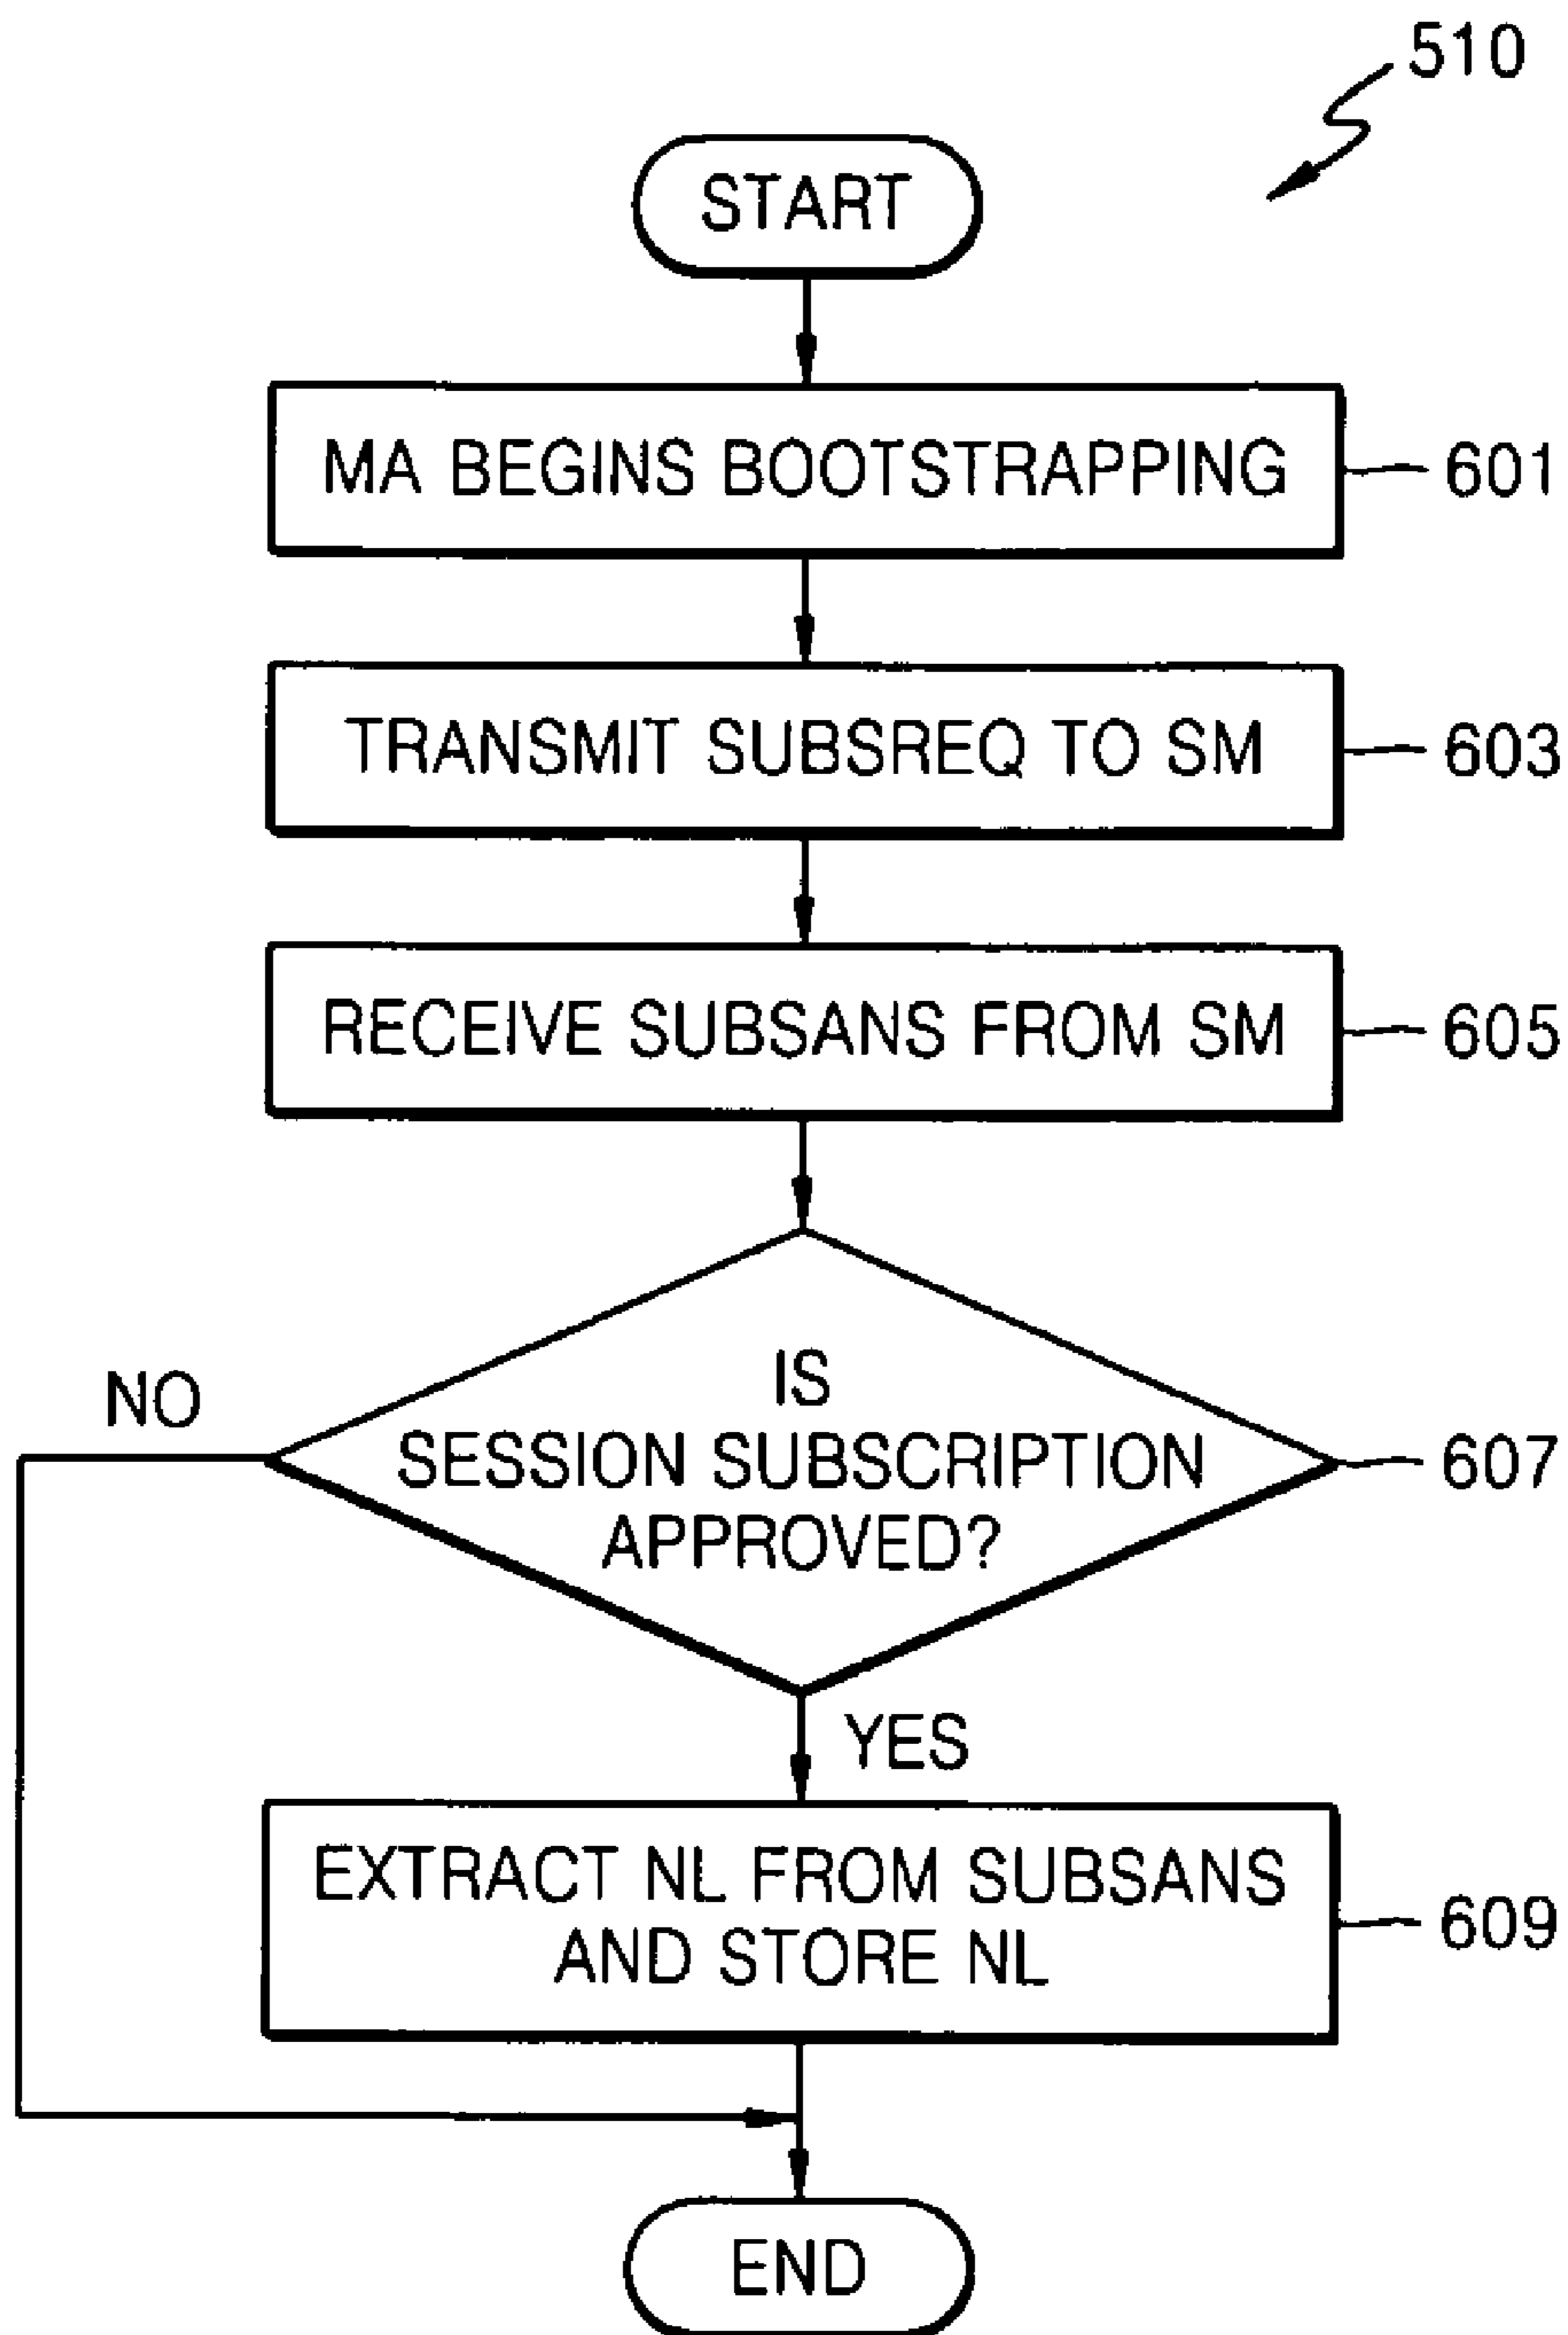 510
START
MA BEGINS BOOTSTRAPPING
601
TRANSMIT SUBSREQ TO SM
603
RECEIVE SUBSANS FROM SM
605
IS
SESSION SUBSCRIPTION
APPROVED?
607
NO
YES
EXTRACT NL FROM SUBSANS
AND STORE NL
609
END